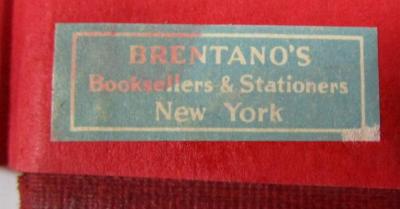 BRENTANO'S
Booksellers & Stationers
New York